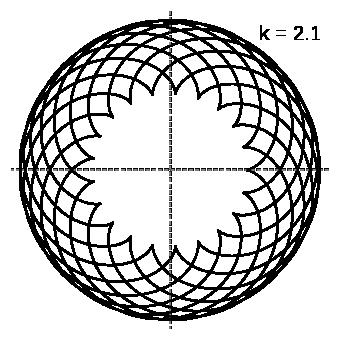 k = 2.1